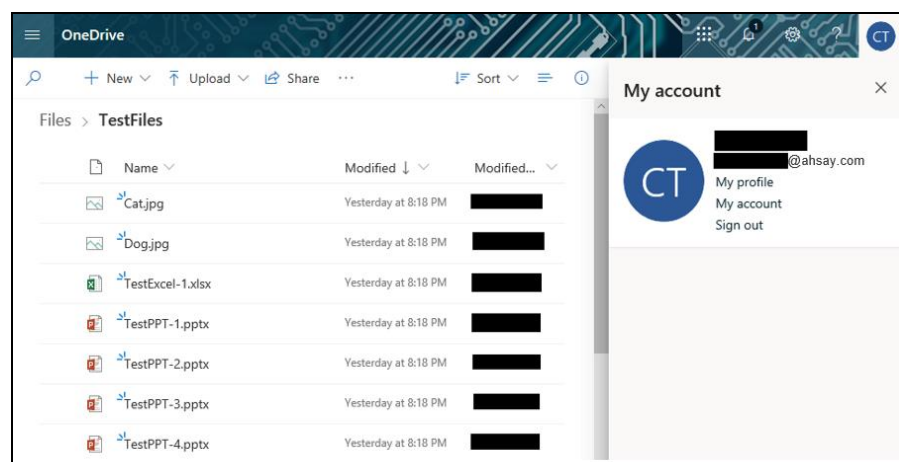 OneDrive
1
CT
New
Upload
Share
...
Sort
My account
Files > TestFiles
Name
Modified ↓
Modified...
@ahsay.com
CT
My profile
My account
Sign out
Cat.jpg
Yesterday at 8:18 PM
Dog.jpg
Yesterday at 8:18 PM
TestExcel-1.xlsx
Yesterday at 8:18 PM
TestPPT-1.pptx
Yesterday at 8:18 PM
TestPPT-2.pptx
Yesterday at 8:18 PM
TestPPT-3.pptx
Yesterday at 8:18 PM
TestPPT-4.pptx
Yesterday at 8:18 PM